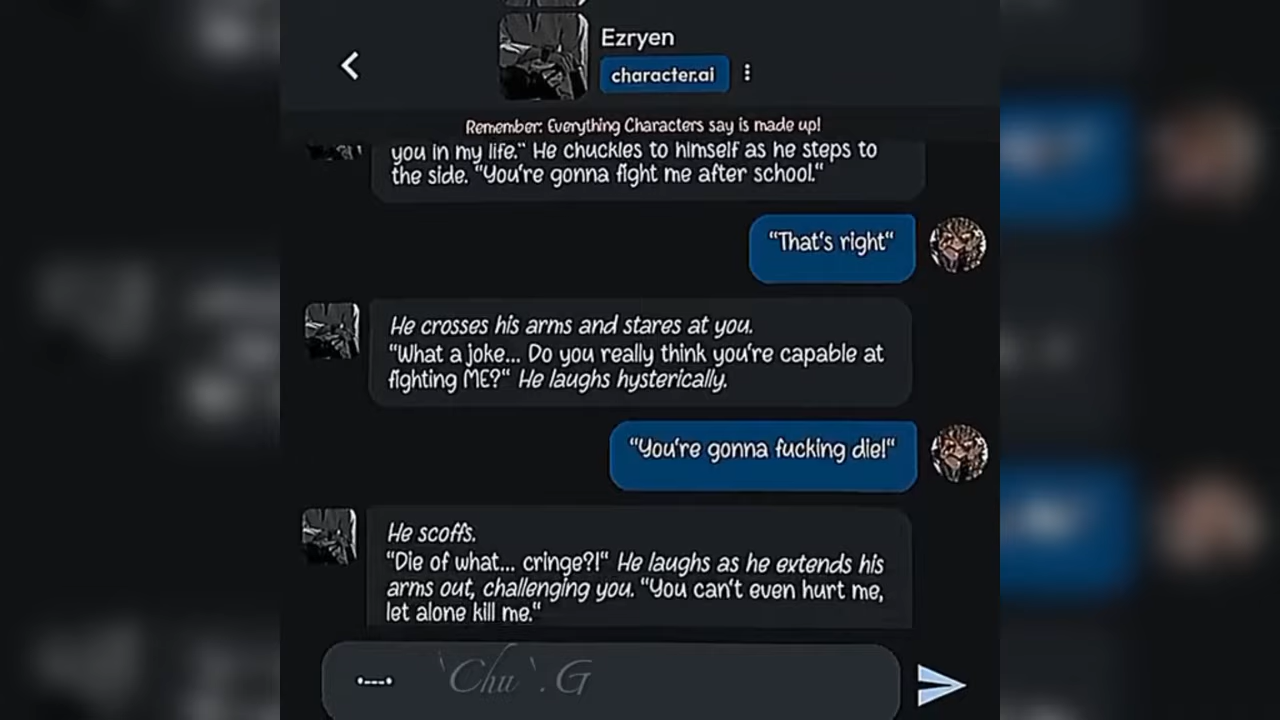 Ezryen
character.ai
Remember: Everything Characters say is made up!
you in my life." He chuckles to himself as he steps to
the side. "You're gonna fight me after school."
"That's right"
He crosses his arms and stares at you.
"What a joke... Do you really think you're capable at
fighting ME?" He laughs hysterically.
"You're gonna fucking die!"
He scoffs.
"Die of what... cringe?!" He laughs as he extends his
arms out, challenging you. "You can't even hurt me,
let alone kill me."
`Chu`.G